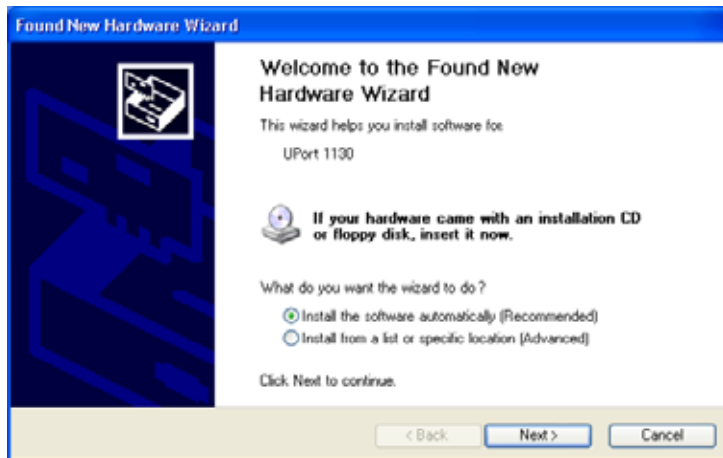 Found New Hardware Wizard
Welcome to the Found New
Hardware Wizard
This wizard helps you install software for:
UPort 1130
If your hardware came with an installation CD
or floppy disk, insert it now.
What do you want the wizard to do?
Install the software automatically (Recommended)
Install from a list or specific location (Advanced)
Click Next to continue.
< Back
Next >
Cancel